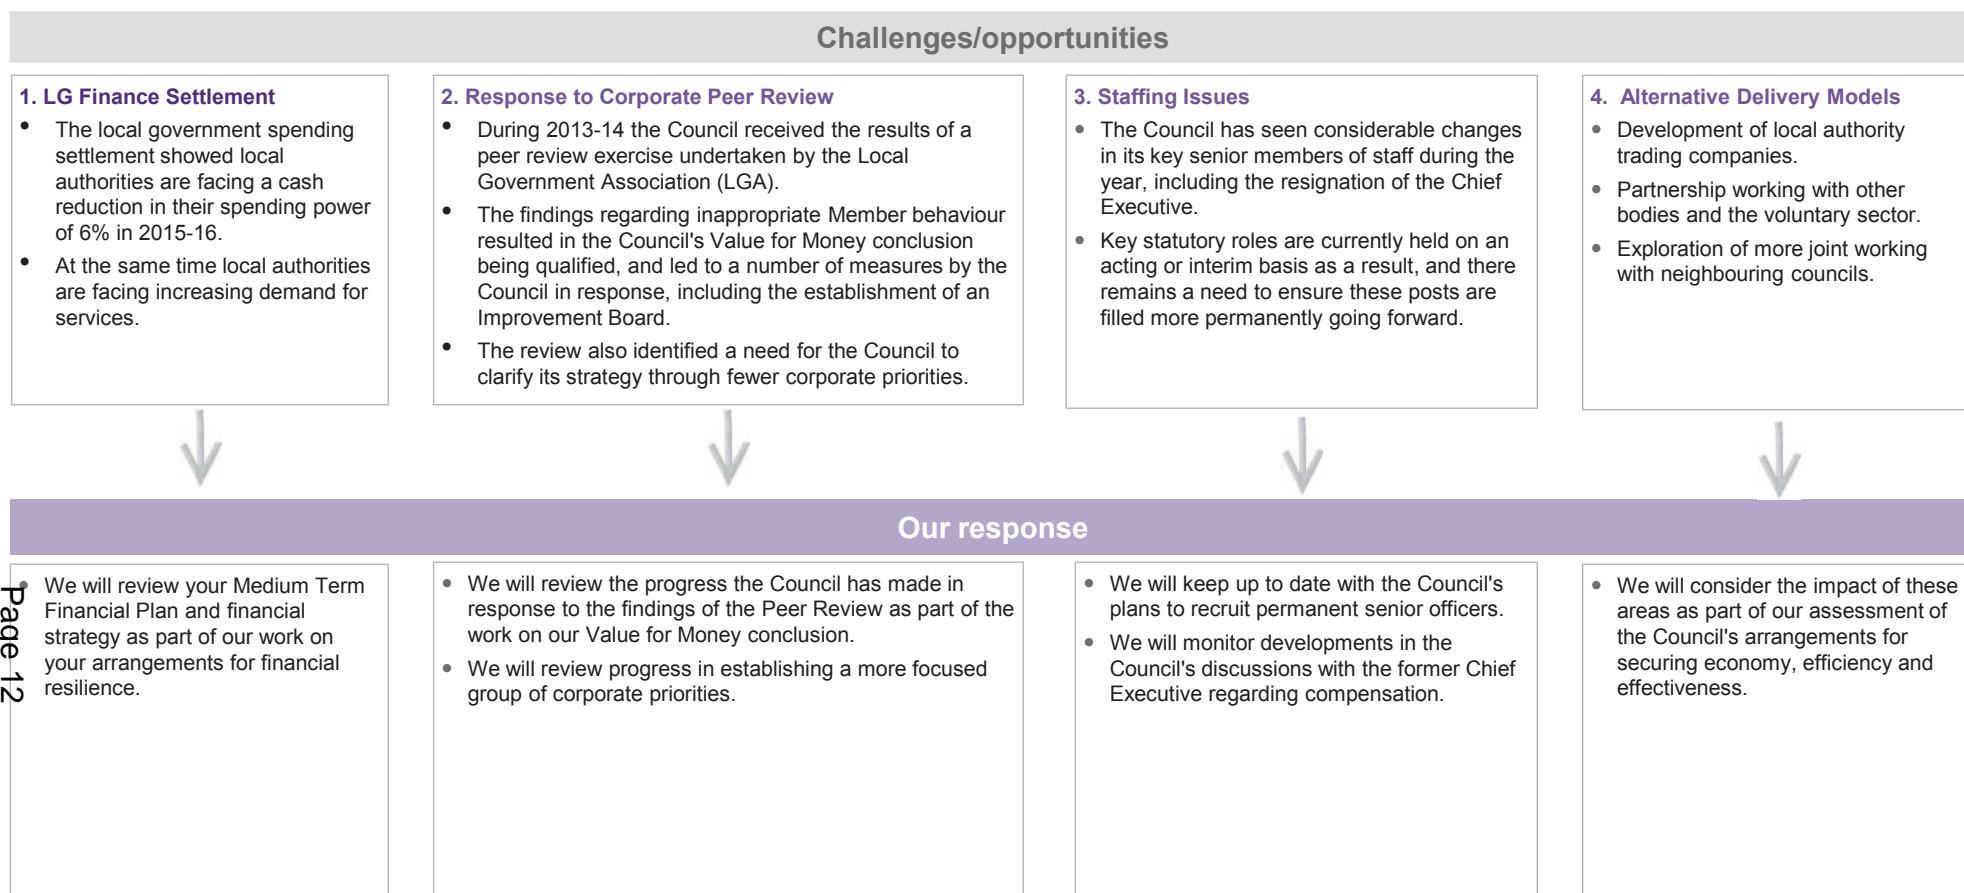 Challenges/opportunities
1. LG Finance Settlement
• The local government spending
settlement showed local
authorities are facing a cash
reduction in their spending power
of 6% in 2015-16.
• At the same time local authorities
are facing increasing demand for
services.
2. Response to Corporate Peer Review
• During 2013-14 the Council received the results of a
peer review exercise undertaken by the Local
Government Association (LGA).
• The findings regarding inappropriate Member behaviour
resulted in the Council's Value for Money conclusion
being qualified, and led to a number of measures by the
Council in response, including the establishment of an
Improvement Board.
• The review also identified a need for the Council to
clarify its strategy through fewer corporate priorities.
3. Staffing Issues
• The Council has seen considerable changes
in its key senior members of staff during the
year, including the resignation of the Chief
Executive.
• Key statutory roles are currently held on an
acting or interim basis as a result, and there
remains a need to ensure these posts are
filled more permanently going forward.
4. Alternative Delivery Models
• Development of local authority
trading companies.
• Partnership working with other
bodies and the voluntary sector.
• Exploration of more joint working
with neighbouring councils.
Our response
• We will review your Medium Term
Financial Plan and financial
strategy as part of our work on
your arrangements for financial
resilience.
• We will review the progress the Council has made in
response to the findings of the Peer Review as part of the
work on our Value for Money conclusion.
• We will review progress in establishing a more focused
group of corporate priorities.
• We will keep up to date with the Council's
plans to recruit permanent senior officers.
• We will monitor developments in the
Council's discussions with the former Chief
Executive regarding compensation.
• We will consider the impact of these
areas as part of our assessment of
the Council's arrangements for
securing economy, efficiency and
effectiveness.
Page 12